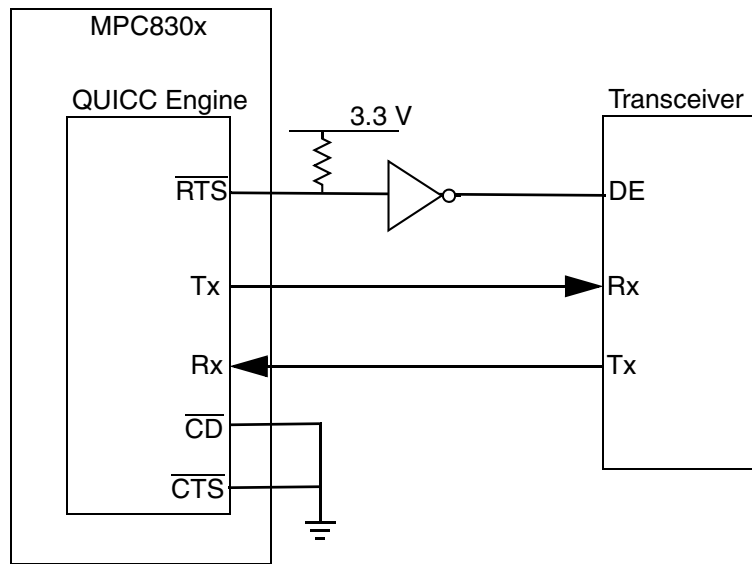 MPC830x
QUICC Engine
Transceiver
3.3 V
RTS
DE
Tx
Rx
Rx
Tx
CD
CTS